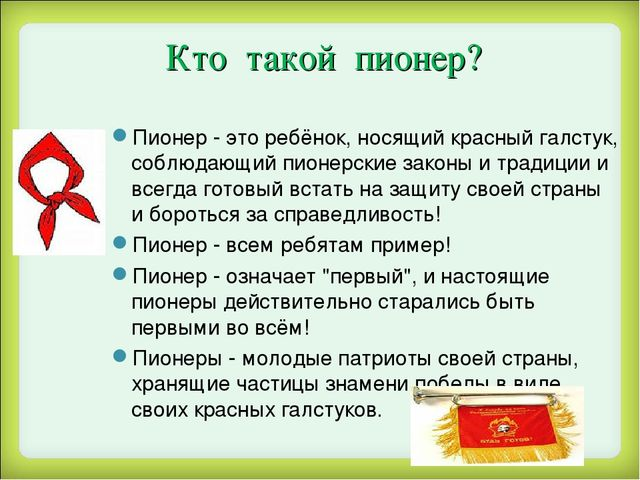 Кто такой пионер?
Пионер - это ребёнок, носящий красный галстук,
соблюдающий пионерские законы и традиции и
всегда готовый встать на защиту своей страны
и бороться за справедливость!
Пионер - всем ребятам пример!
Пионер - означает "первый", и настоящие
пионеры действительно старались быть
первыми во всём!
Пионеры - молодые патриоты своей страны,
хранящие частицы знамени победы в виде
своих красных галстуков.
БУДЬ ГОТОВ!